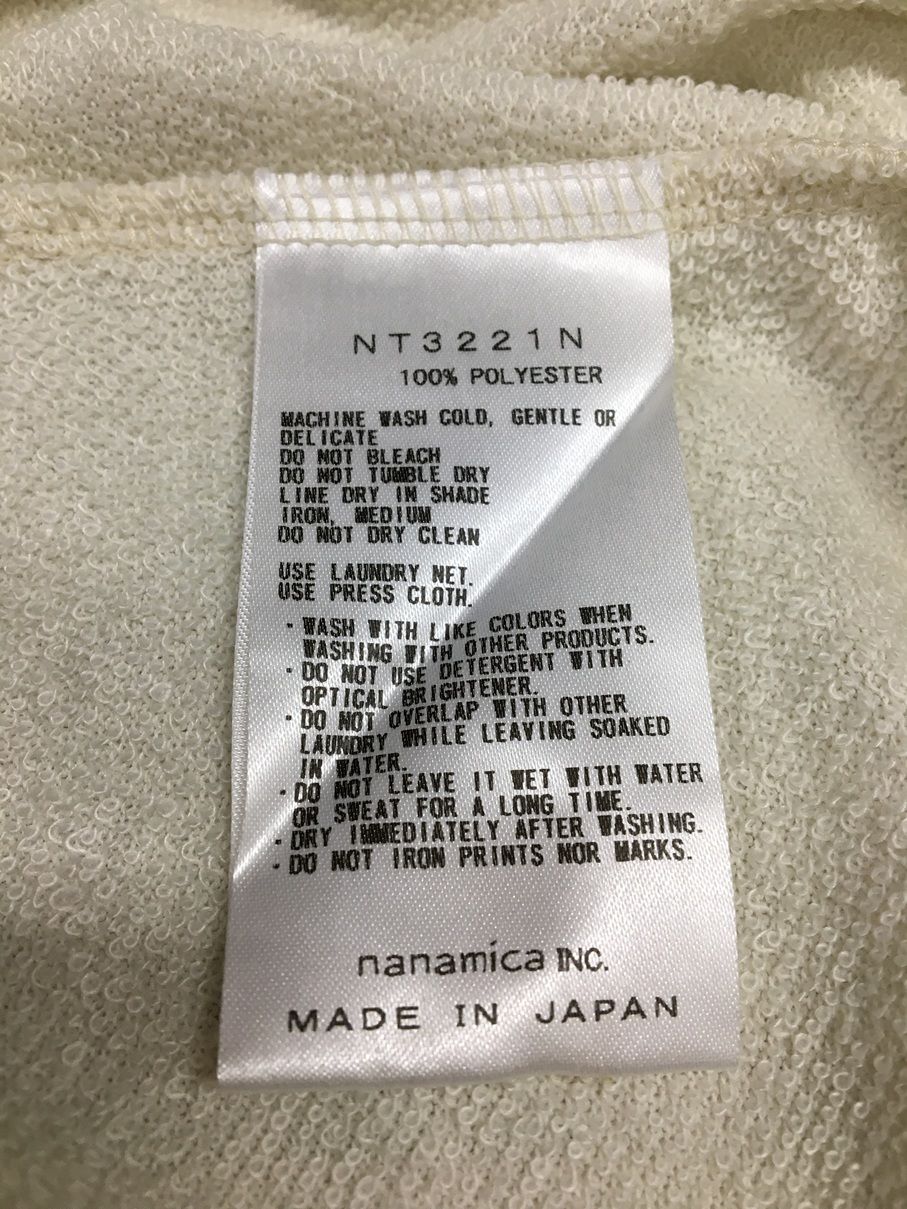 NT3221N
100% POLYESTER
MACHINE WASH COLD, GENTLE OR
DELICATE
DO NOT BLEACH
DO NOT TUMBLE DRY
LINE DRY IN SHADE
IRON, MEDIUM
DO NOT DRY CLEAN
USE LAUNDRY NET.
USE PRESS CLOTH.
・WASH WITH LIKE COLORS WHEN
WASHING WITH OTHER PRODUCTS.
・DO NOT USE DETERGENT WITH
OPTICAL BRIGHTENER.
・DO NOT OVERLAP WITH OTHER
LAUNDRY WHILE LEAVING SOAKED
IN WATER.
・DO NOT LEAVE IT WET WITH WATER
OR SWEAT FOR A LONG TIME.
・DRY IMMEDIATELY AFTER WASHING.
・DO NOT IRON PRINTS NOR MARKS.
nanamica INC.
MADE IN JAPAN